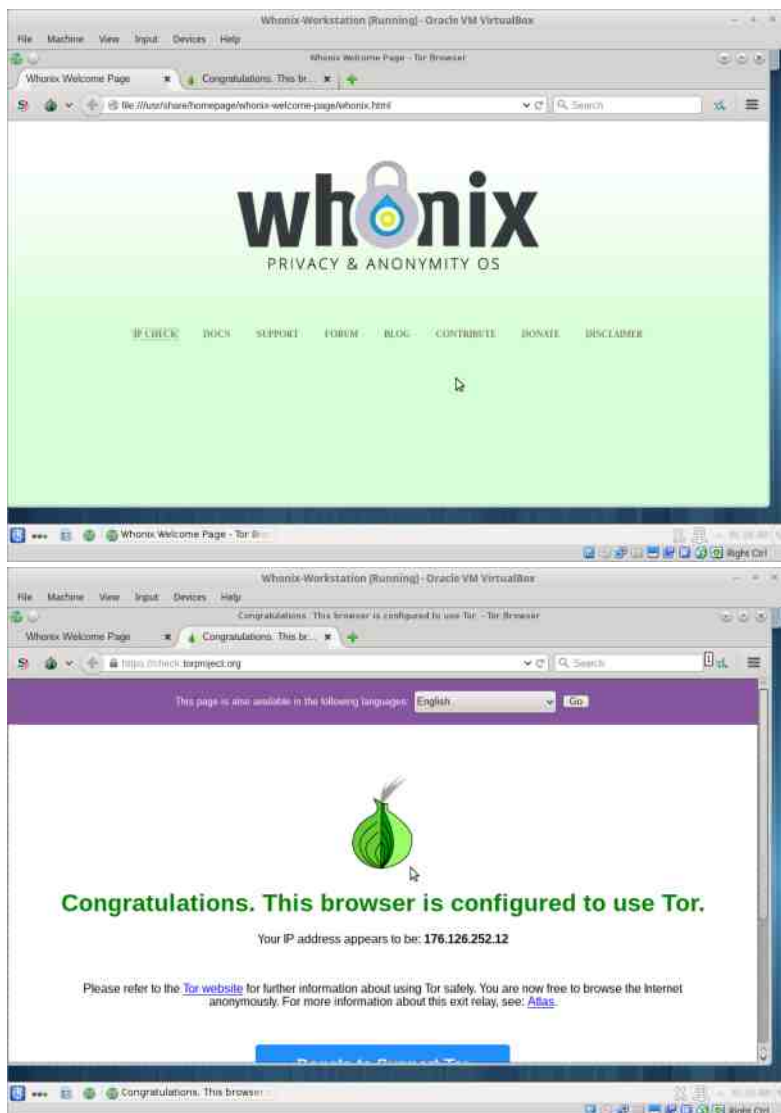 Whonix-Workstation [Running] - Oracle VM VirtualBox
File Machine View Input Devices Help
Whonix Welcome Page - Tor Browser
Whonix Welcome Page Congratulations. This br...
file:///usr/share/homepage/whonix-welcome-page/whonix.html Search
whonix
PRIVACY & ANONYMITY OS
IP CHECK DOCS SUPPORT FORUM BLOG CONTRIBUTE DONATE DISCLAIMER
Whonix Welcome Page - Tor
Right Ctrl
Whonix-Workstation [Running] - Oracle VM VirtualBox
File Machine View Input Devices Help
Congratulations. This browser is configured to use Tor. - Tor Browser
Whonix Welcome Page Congratulations. This br...
https://check.torproject.org Search
This page is also available in the following languages: English Go
Congratulations. This browser is configured to use Tor.
Your IP address appears to be: 176.126.252.12
Please refer to the Tor website for further information about using Tor safely. You are now free to browse the Internet
anonymously. For more information about this exit relay, see: Atlas.
Donate to Support Tor
Congratulations. This browser
Right Ctrl